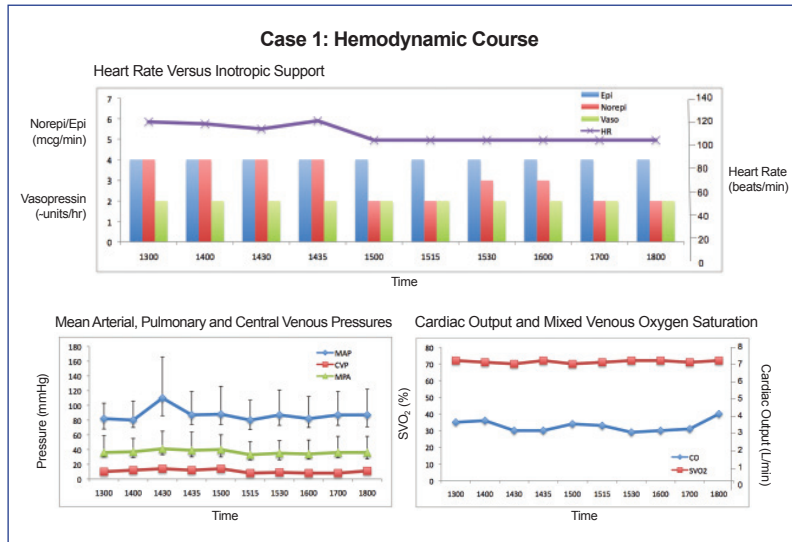 Case 1: Hemodynamic Course
Heart Rate Versus Inotropic Support
Norepi/Epi
(mcg/min)
Vasopressin
(-units/hr)
7
6
5
4
3
2
1
0
Epi
Norepi
Vaso
HR
140
120
100
80
60
40
20
0
Heart Rate
(beats/min)
1300 1400 1430 1435 1500 1515 1530 1600 1700 1800
Time
Mean Arterial, Pulmonary and Central Venous Pressures
Pressure (mmHg)
180
160
140
120
100
80
60
40
20
0
MAP
CVP
MPA
1300 1400 1430 1435 1500 1515 1530 1600 1700 1800
Time
Cardiac Output and Mixed Venous Oxygen Saturation
SVO2 (%)
80
70
60
50
40
30
20
10
0
CO
SVO2
8
7
6
5
4
3
2
1
0
Cardiac Output (L/min)
1300 1400 1430 1435 1500 1515 1530 1600 1700 1800
Time